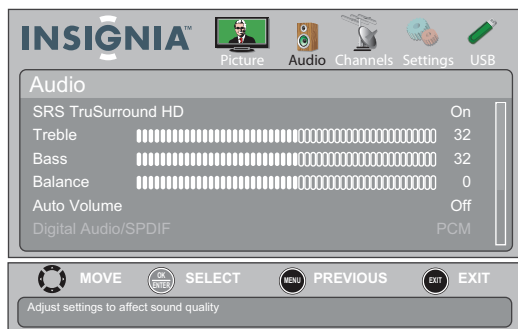 INSIGNIA™
Picture Audio Channels Settings USB
Audio
SRS TruSurround HD On
Treble 32
Bass 32
Balance 0
Auto Volume Off
Digital Audio/SPDIF PCM
MOVE OK ENTER SELECT MENU PREVIOUS EXIT EXIT
Adjust settings to affect sound quality